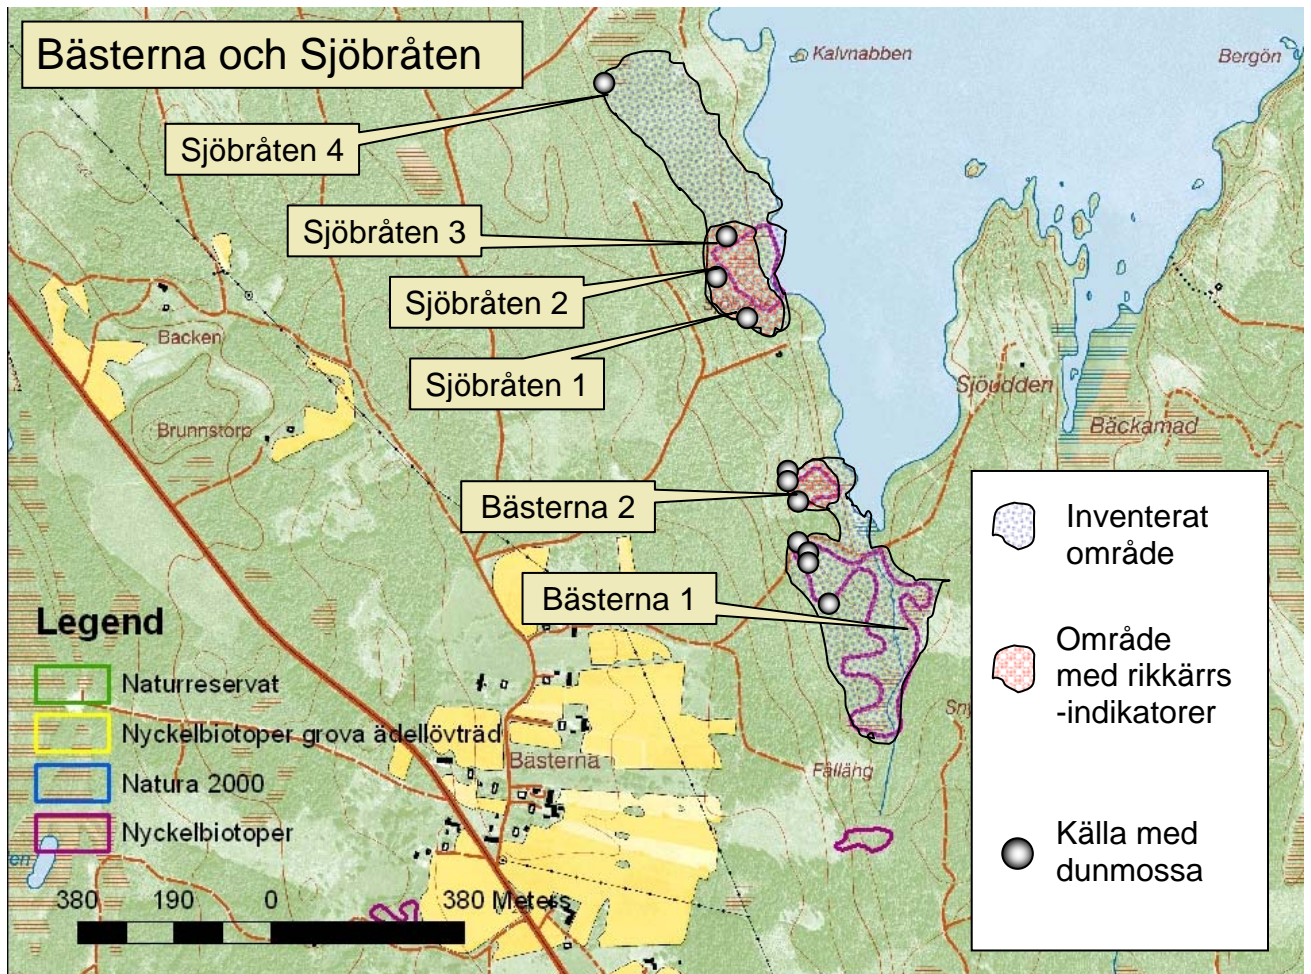 Bästerna och Sjöbråten
Kalvnabben
Bergön
Sjöbråten 4
Sjöbråten 3
Sjöbråten 2
Sjöbråten 1
Backen
Brunnstorp
Sjöudden
Bäckamad
Bästerna 2
Bästerna 1
Inventerat
område
Område
med rikkärrs
-indikatorer
Källa med
dunmossa
Legend
Naturreservat
Nyckelbiotoper grova ädellövträd
Natura 2000
Nyckelbiotoper
Bästerna
Fälläng
380 190 0 380 Meters